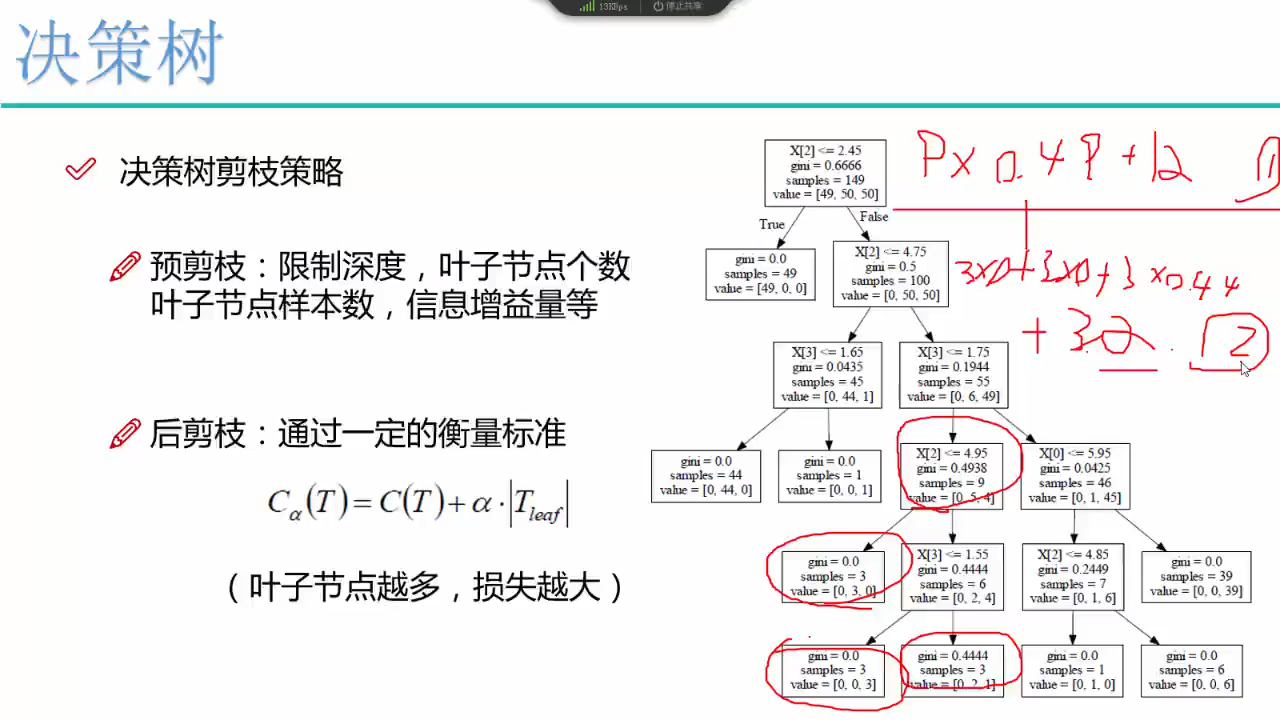 13KBps 停止共享
决策树
决策树剪枝策略
预剪枝：限制深度，叶子节点个数
叶子节点样本数，信息增益量等
后剪枝：通过一定的衡量标准
Cα(T) = C(T) + α · |Tleaf|
（叶子节点越多，损失越大）
X[2] <= 2.45
gini = 0.6666
samples = 149
value = [49, 50, 50]
True
False
gini = 0.0
samples = 49
value = [49, 0, 0]
X[2] <= 4.75
gini = 0.5
samples = 100
value = [0, 50, 50]
X[3] <= 1.65
gini = 0.0435
samples = 45
value = [0, 44, 1]
X[3] <= 1.75
gini = 0.1944
samples = 55
value = [0, 6, 49]
gini = 0.0
samples = 44
value = [0, 44, 0]
gini = 0.0
samples = 1
value = [0, 0, 1]
X[2] <= 4.95
gini = 0.4938
samples = 9
value = [0, 5, 4]
X[0] <= 5.95
gini = 0.0425
samples = 46
value = [0, 1, 45]
gini = 0.0
samples = 3
value = [0, 3, 0]
X[3] <= 1.55
gini = 0.4444
samples = 6
value = [0, 2, 4]
X[2] <= 4.85
gini = 0.2449
samples = 7
value = [0, 1, 6]
gini = 0.0
samples = 39
value = [0, 0, 39]
gini = 0.0
samples = 3
value = [0, 0, 3]
gini = 0.4444
samples = 3
value = [0, 2, 1]
gini = 0.0
samples = 1
value = [0, 1, 0]
gini = 0.0
samples = 6
value = [0, 0, 6]
3×0+3×0+3×0.44